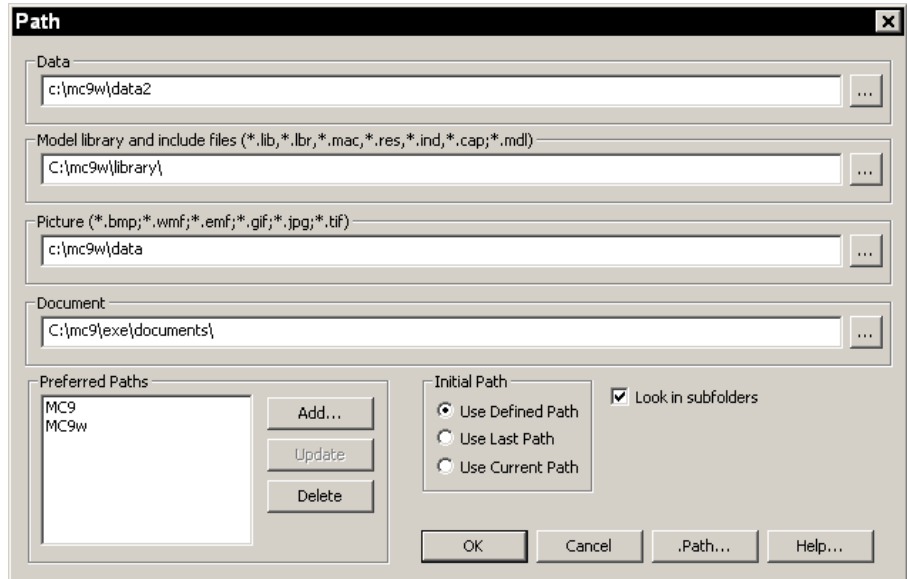 Path
Data
c:\mc9w\data2
...
Model library and include files (*.lib,*.lbr,*.mac,*.res,*.ind,*.cap;*.mdl)
C:\mc9w\library\
...
Picture (*.bmp;*.wmf;*.emf;*.gif;*.jpg;*.tif)
c:\mc9w\data
...
Document
C:\mc9\exe\documents\
...
Preferred Paths
MC9
MC9w
Add...
Update
Delete
Initial Path
Use Defined Path
Use Last Path
Use Current Path
Look in subfolders
OK
Cancel
.Path...
Help...